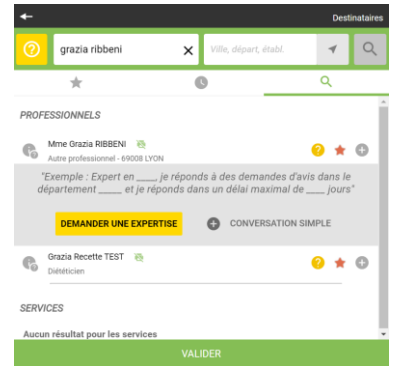 Destinataires
grazia ribbeni
Ville, départ, établ.
PROFESSIONNELS
Mme Grazia RIBBENI
Autre professionnel - 69008 LYON
"Exemple : Expert en ____, je réponds à des demandes d'avis dans le
département _____ et je réponds dans un délai maximal de ____ jours"
DEMANDER UNE EXPERTISE
CONVERSATION SIMPLE
Grazia Recette TEST
Diététicien
SERVICES
Aucun résultat pour les services
VALIDER